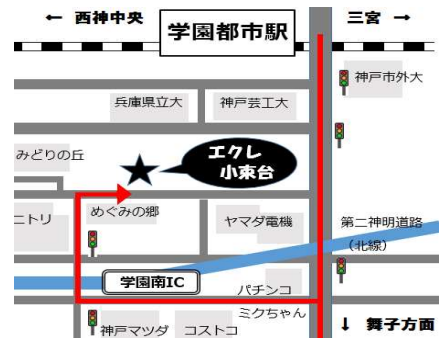 ← 西神中央
学園都市駅
三宮 →
神戸市外大
兵庫県立大
神戸芸工大
みどりの丘
エクレ
小束台
ニトリ
めぐみの郷
ヤマダ電機
第二神明道路
（北線）
学園南IC
パチンコ
ミクちゃん
神戸マツダ
コストコ
↓ 舞子方面